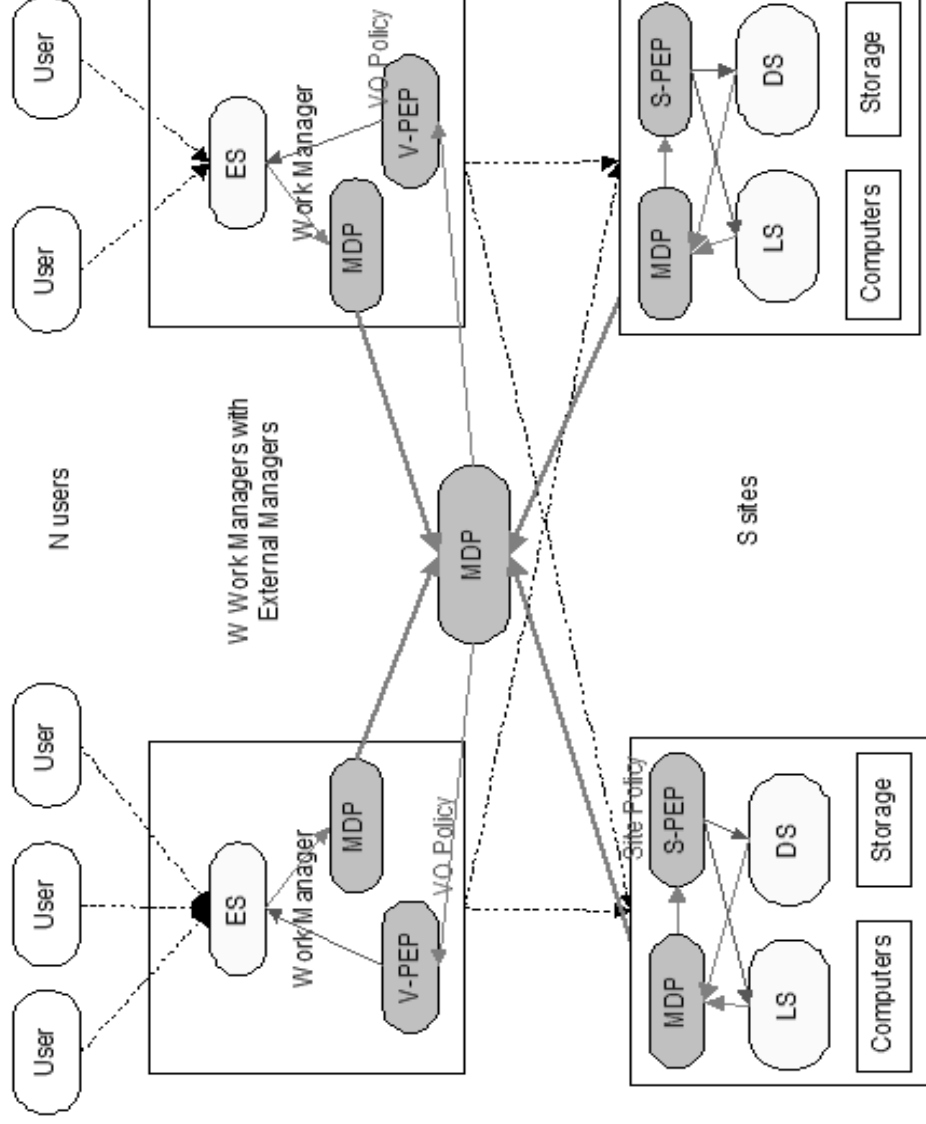 User
User
User
N users
User
User
ES
Work Manager
V-PEP
MDP
VO Policy
W Work Managers with
External Managers
ES
Work Manager
MDP
V-PEP
VO Policy
MDP
Site Policy
MDP
S-PEP
LS
DS
Computers
Storage
S sites
MDP
S-PEP
LS
DS
Computers
Storage